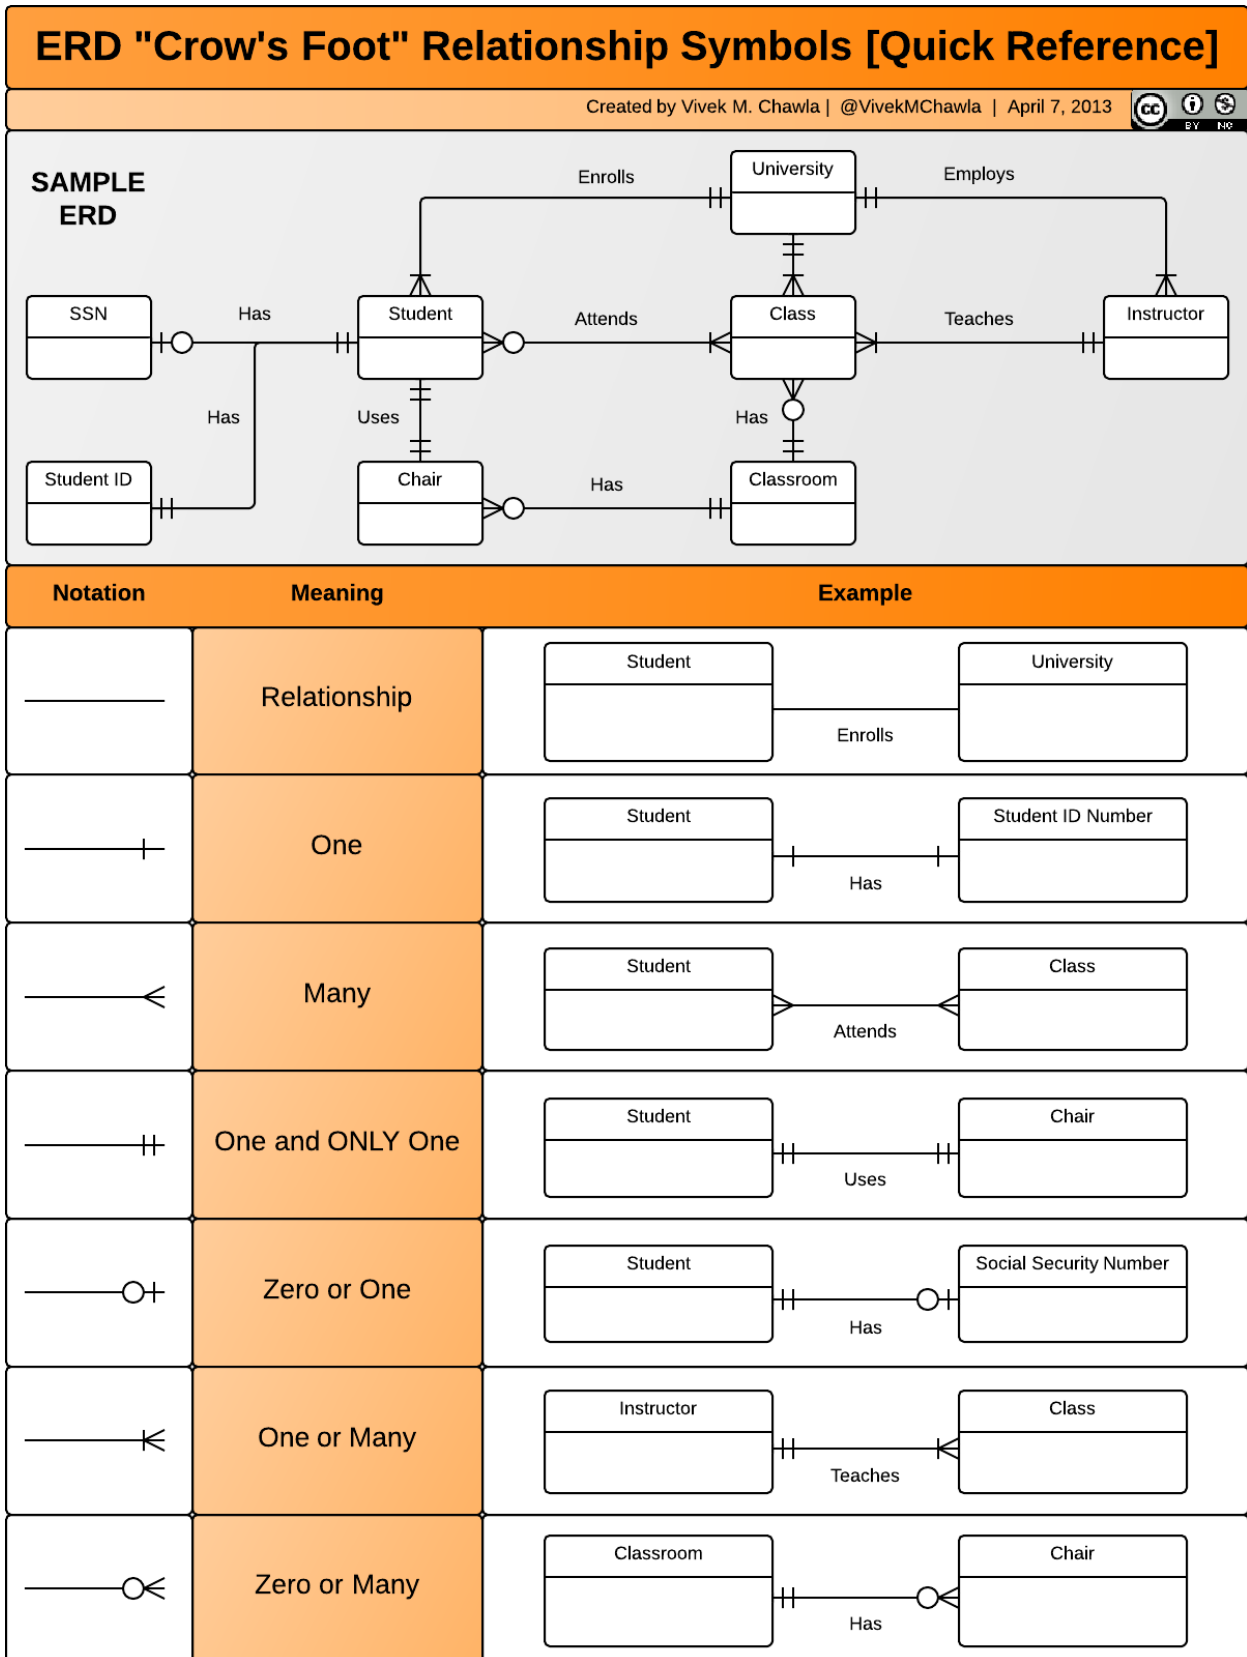 ERD "Crow's Foot" Relationship Symbols [Quick Reference]
Created by Vivek M. Chawla | @VivekMChawla | April 7, 2013
cc
BY NC
SAMPLE
ERD
Enrolls
University
Employs
SSN
Has
Student
Attends
Class
Teaches
Instructor
Has
Uses
Has
Student ID
Chair
Has
Classroom
Notation Meaning Example
Relationship
Student
University
Enrolls
One
Student
Student ID Number
Has
Many
Student
Class
Attends
One and ONLY One
Student
Chair
Uses
Zero or One
Student
Social Security Number
Has
One or Many
Instructor
Class
Teaches
Zero or Many
Classroom
Chair
Has